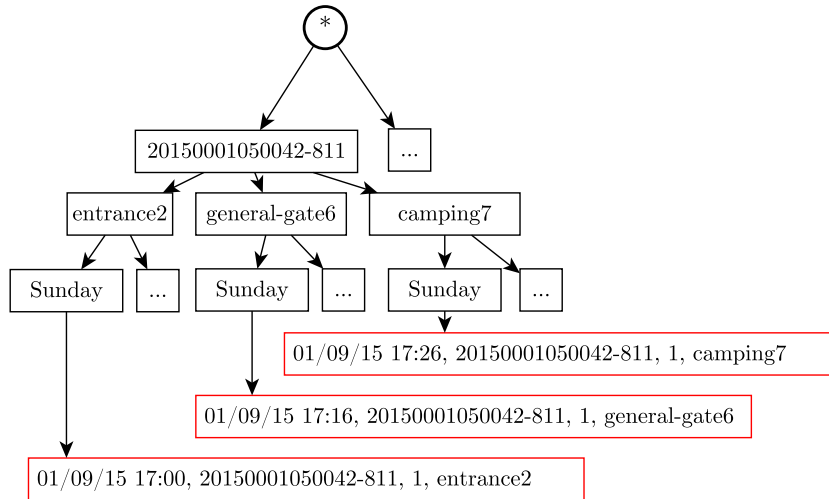 *
20150001050042-811
...
entrance2
general-gate6
camping7
Sunday
...
Sunday
...
Sunday
...
01/09/15 17:26, 20150001050042-811, 1, camping7
01/09/15 17:16, 20150001050042-811, 1, general-gate6
01/09/15 17:00, 20150001050042-811, 1, entrance2